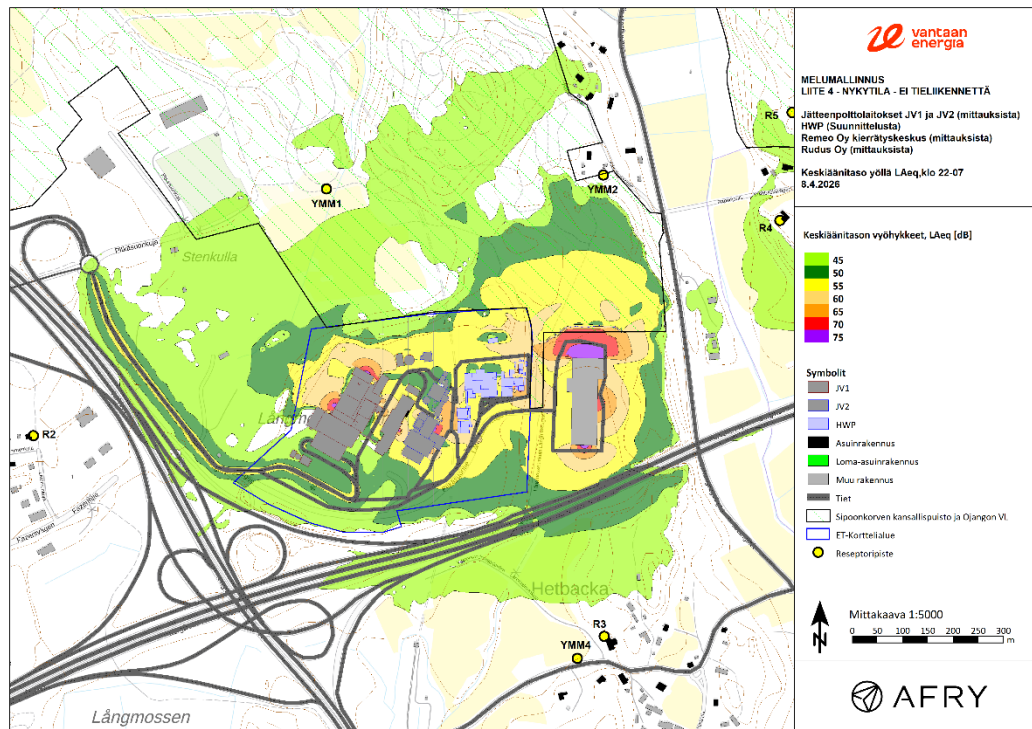 vantaan
energia
MELUMALLINNUS
LIITE 4 - NYKYTILA - EI TIELIIKENNETTÄ
Jätteenpolttolaitokset JV1 ja JV2 (mittauksista)
HWP (Suunnittelusta)
Remeo Oy kierrätyskeskus (mittauksista)
Rudus Oy (mittauksista)
Keskiäänitaso yöllä LAeq,klo 22-07
8.4.2026
Keskiäänitason vyöhykkeet, LAeq [dB]
45
50
55
60
65
70
75
Symbolit
JV1
JV2
HWP
Asuinrakennus
Loma-asuinrakennus
Muu rakennus
Tiet
Sipoonkorven kansallispuisto ja Ojangon VL
ET-Korttelialue
Reseptoripiste
Mittakaava 1:5000
N
0 50 100 150 200 250 300
m
AFRY
R5
YMM1
YMM2
R4
Stenkulla
R2
Hetbacka
R3
YMM4
Långmossen